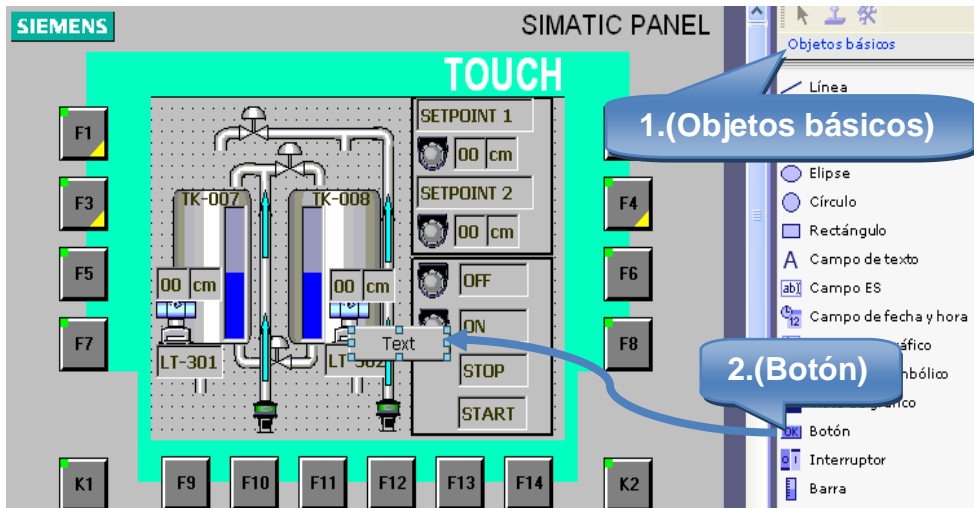 SIEMENS
SIMATIC PANEL
TOUCH
F1
F3
F5
F7
K1
SETPOINT 1
00 cm
SETPOINT 2
00 cm
TK-007
TK-008
00 cm
00 cm
OFF
ON
STOP
START
LT-301
Text
F4
F6
F8
K2
F9
F10
F11
F12
F13
F14
Objetos básicos
1.(Objetos básicos)
Línea
Elipse
Círculo
Rectángulo
Campo de texto
Campo ES
Campo de fecha y hora
2.(Botón)
Botón
Interruptor
Barra